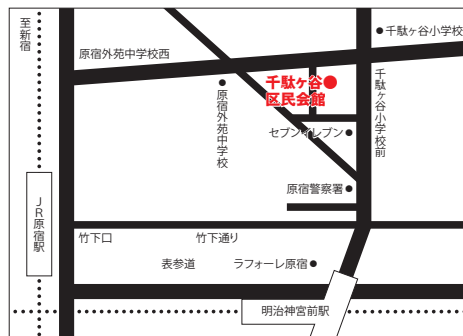 至新宿
千駄ヶ谷小学校
原宿外苑中学校西
千駄ヶ谷
区民会館
千駄ヶ谷小学校前
原宿外苑中学校
セブンイレブン
原宿警察署
JR原宿駅
竹下口
竹下通り
表参道
ラフォーレ原宿
明治神宮前駅